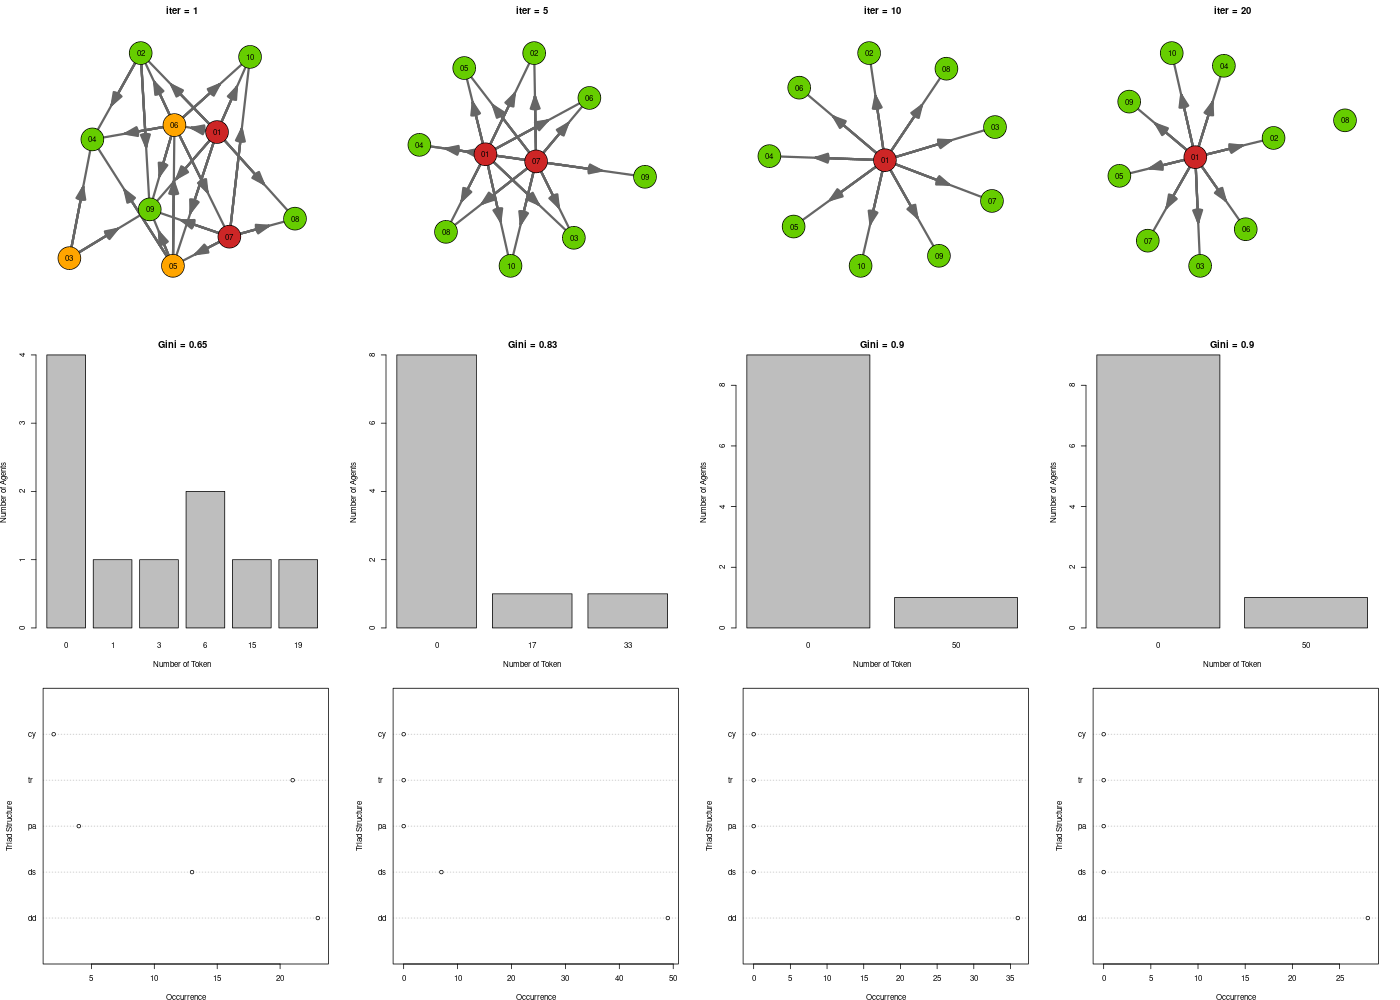 iter = 1
iter = 5
iter = 10
iter = 20
02
10
06
01
04
09
08
07
03
05
02
05
06
04
01
07
09
08
03
10
02
08
06
03
04
01
07
05
09
10
10
04
09
08
02
01
05
06
07
03
Gini = 0.65
Number of Agents
4
3
2
1
0
0 1 3 6 15 19
Number of Token
Gini = 0.83
Number of Agents
8
6
4
2
0
0 17 33
Number of Token
Gini = 0.9
Number of Agents
8
6
4
2
0
0 50
Number of Token
Gini = 0.9
Number of Agents
8
6
4
2
0
0 50
Number of Token
Triad Structure
cy
tr
pa
ds
dd
5 10 15 20
Occurrence
Triad Structure
cy
tr
pa
ds
dd
0 10 20 30 40 50
Occurrence
Triad Structure
cy
tr
pa
ds
dd
0 5 10 15 20 25 30 35
Occurrence
Triad Structure
cy
tr
pa
ds
dd
0 5 10 15 20 25
Occurrence